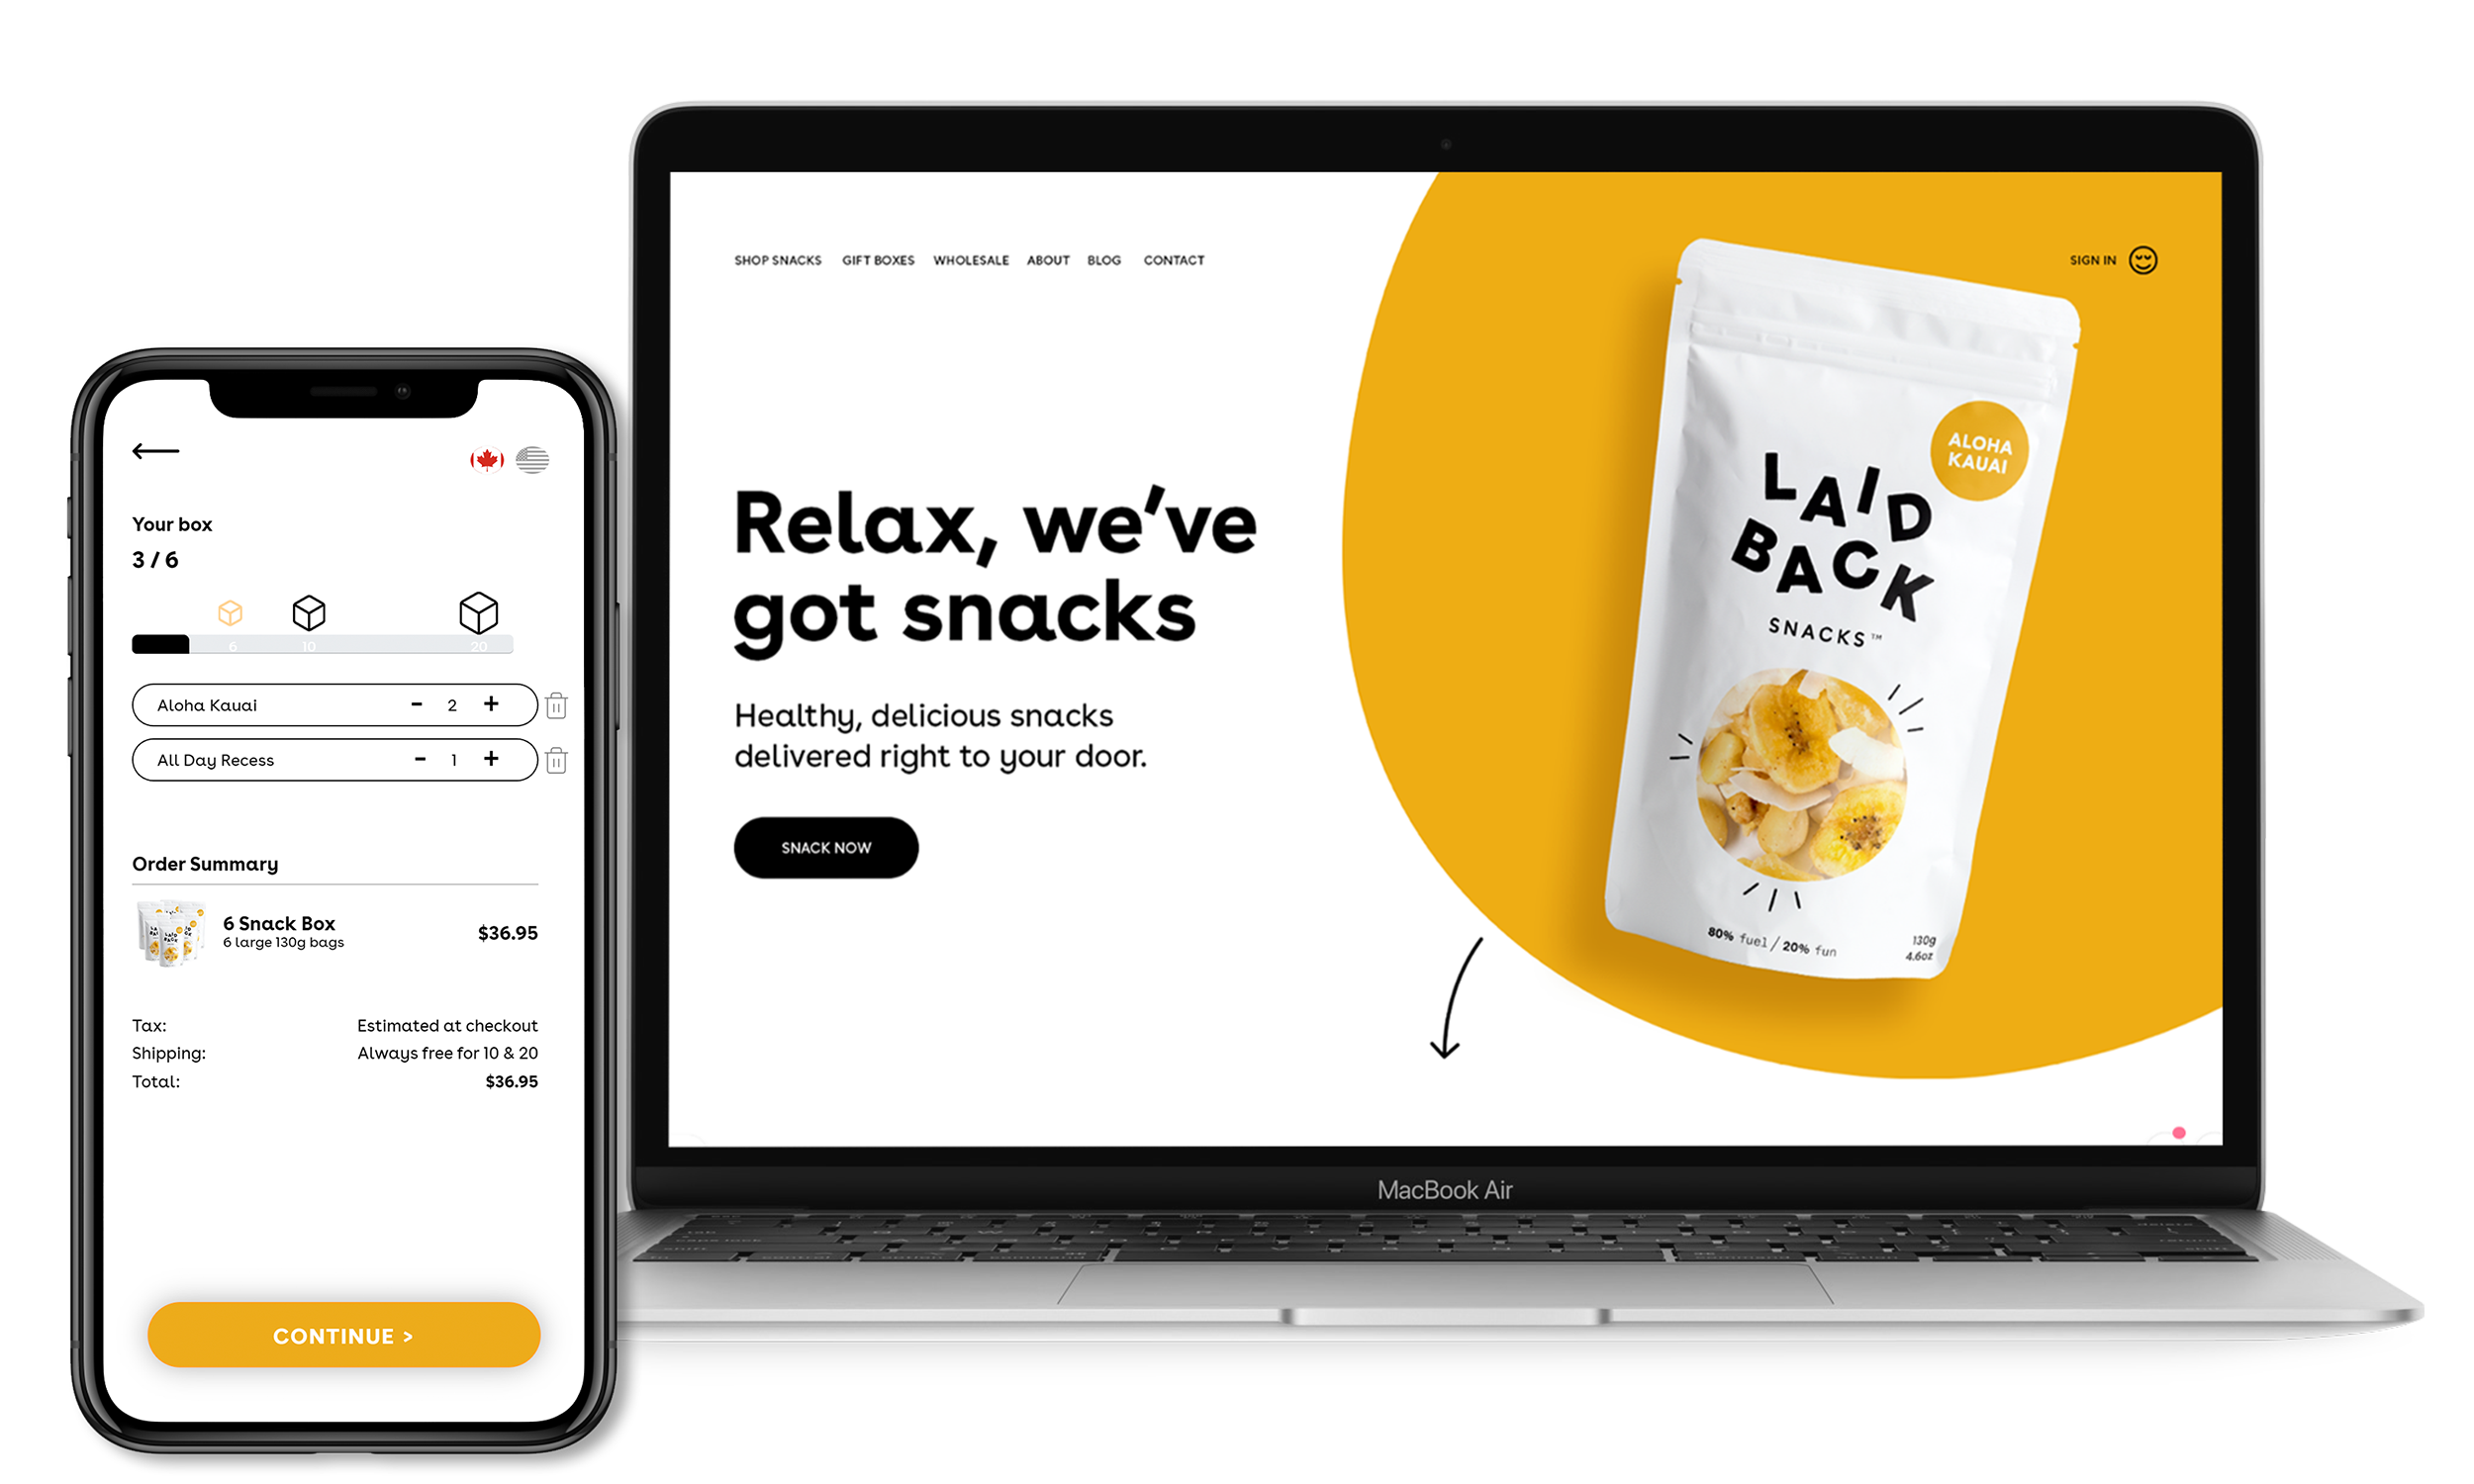 SHOP SNACKS GIFT BOXES WHOLESALE ABOUT BLOG CONTACT
SIGN IN
Relax, we've
got snacks
Healthy, delicious snacks
delivered right to your door.
SNACK NOW
ALOHA
KAUAI
LAID
BACK
SNACKS™
80% fuel / 20% fun
130g
4.6oz
MacBook Air
Your box
3 / 6
6 10 20
Aloha Kauai - 2 +
All Day Recess - 1 +
Order Summary
6 Snack Box
6 large 130g bags
$36.95
Tax: Estimated at checkout
Shipping: Always free for 10 & 20
Total: $36.95
CONTINUE >